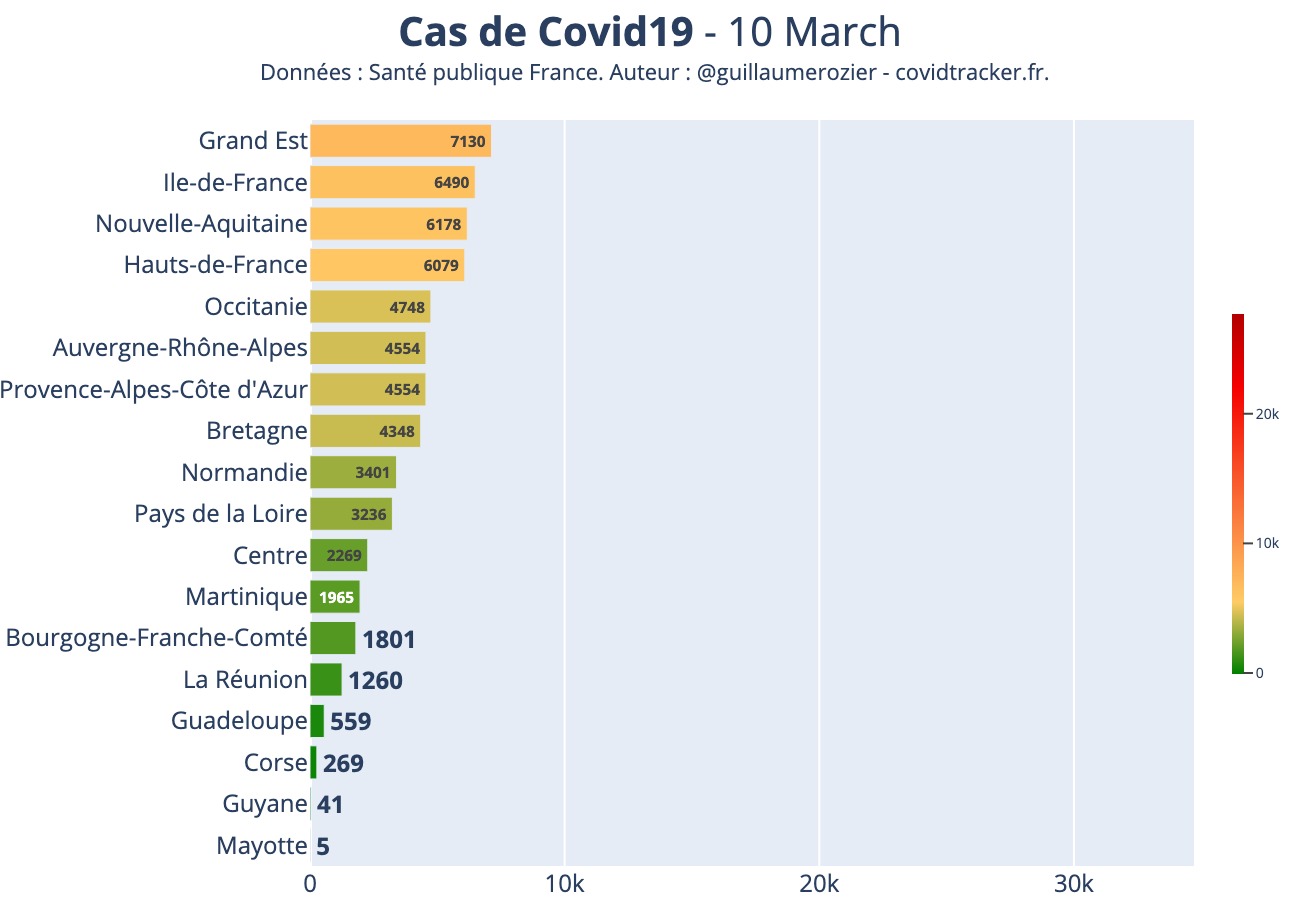 Cas de Covid19 - 10 March
Données : Santé publique France. Auteur : @guillaumerozier - covidtracker.fr.
Grand Est 7130
Ile-de-France 6490
Nouvelle-Aquitaine 6178
Hauts-de-France 6079
Occitanie 4748
Auvergne-Rhône-Alpes 4554
Provence-Alpes-Côte d'Azur 4554
Bretagne 4348
Normandie 3401
Pays de la Loire 3236
Centre 2269
Martinique 1965
Bourgogne-Franche-Comté 1801
La Réunion 1260
Guadeloupe 559
Corse 269
Guyane 41
Mayotte 5
0 10k 20k 30k
20k
10k
0